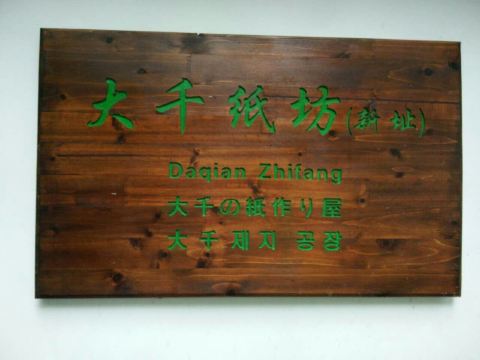 大千纸坊(新址)
Daqian Zhifang
大千の紙作り屋
大千제지 공장